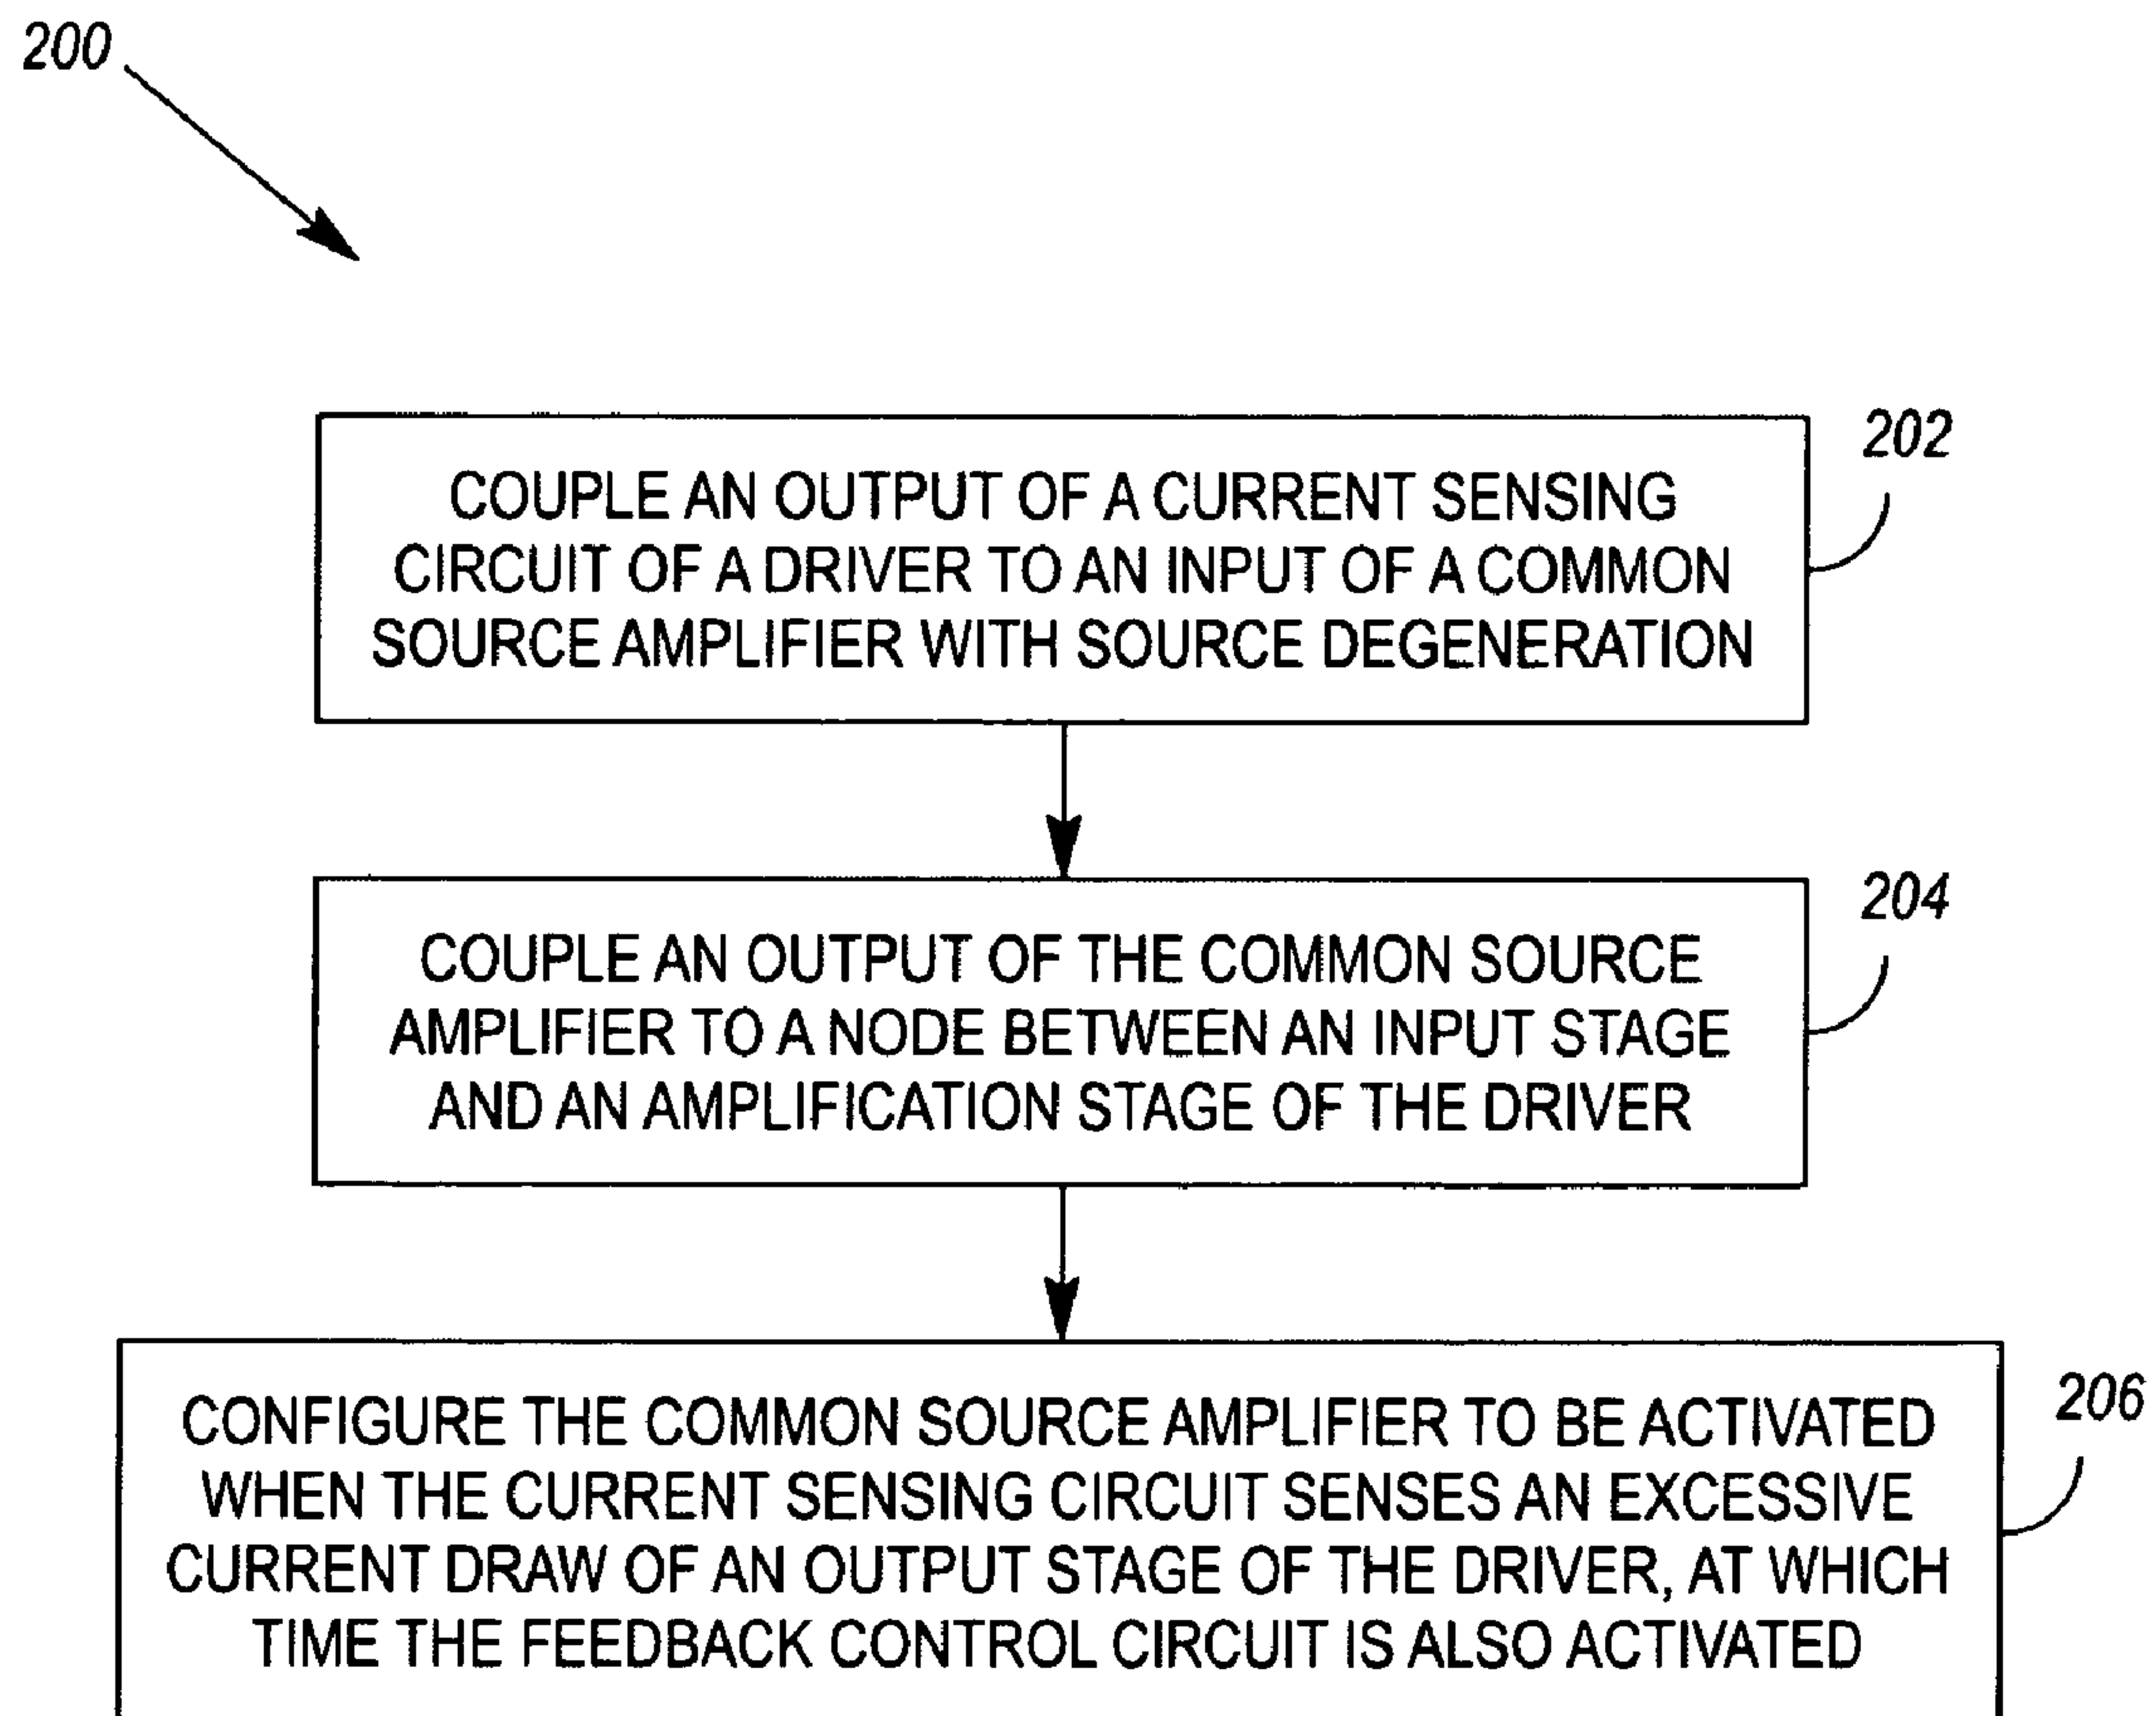 200
202
COUPLE AN OUTPUT OF A CURRENT SENSING
CIRCUIT OF A DRIVER TO AN INPUT OF A COMMON
SOURCE AMPLIFIER WITH SOURCE DEGENERATION
204
COUPLE AN OUTPUT OF THE COMMON SOURCE
AMPLIFIER TO A NODE BETWEEN AN INPUT STAGE
AND AN AMPLIFICATION STAGE OF THE DRIVER
206
CONFIGURE THE COMMON SOURCE AMPLIFIER TO BE ACTIVATED
WHEN THE CURRENT SENSING CIRCUIT SENSES AN EXCESSIVE
CURRENT DRAW OF AN OUTPUT STAGE OF THE DRIVER, AT WHICH
TIME THE FEEDBACK CONTROL CIRCUIT IS ALSO ACTIVATED